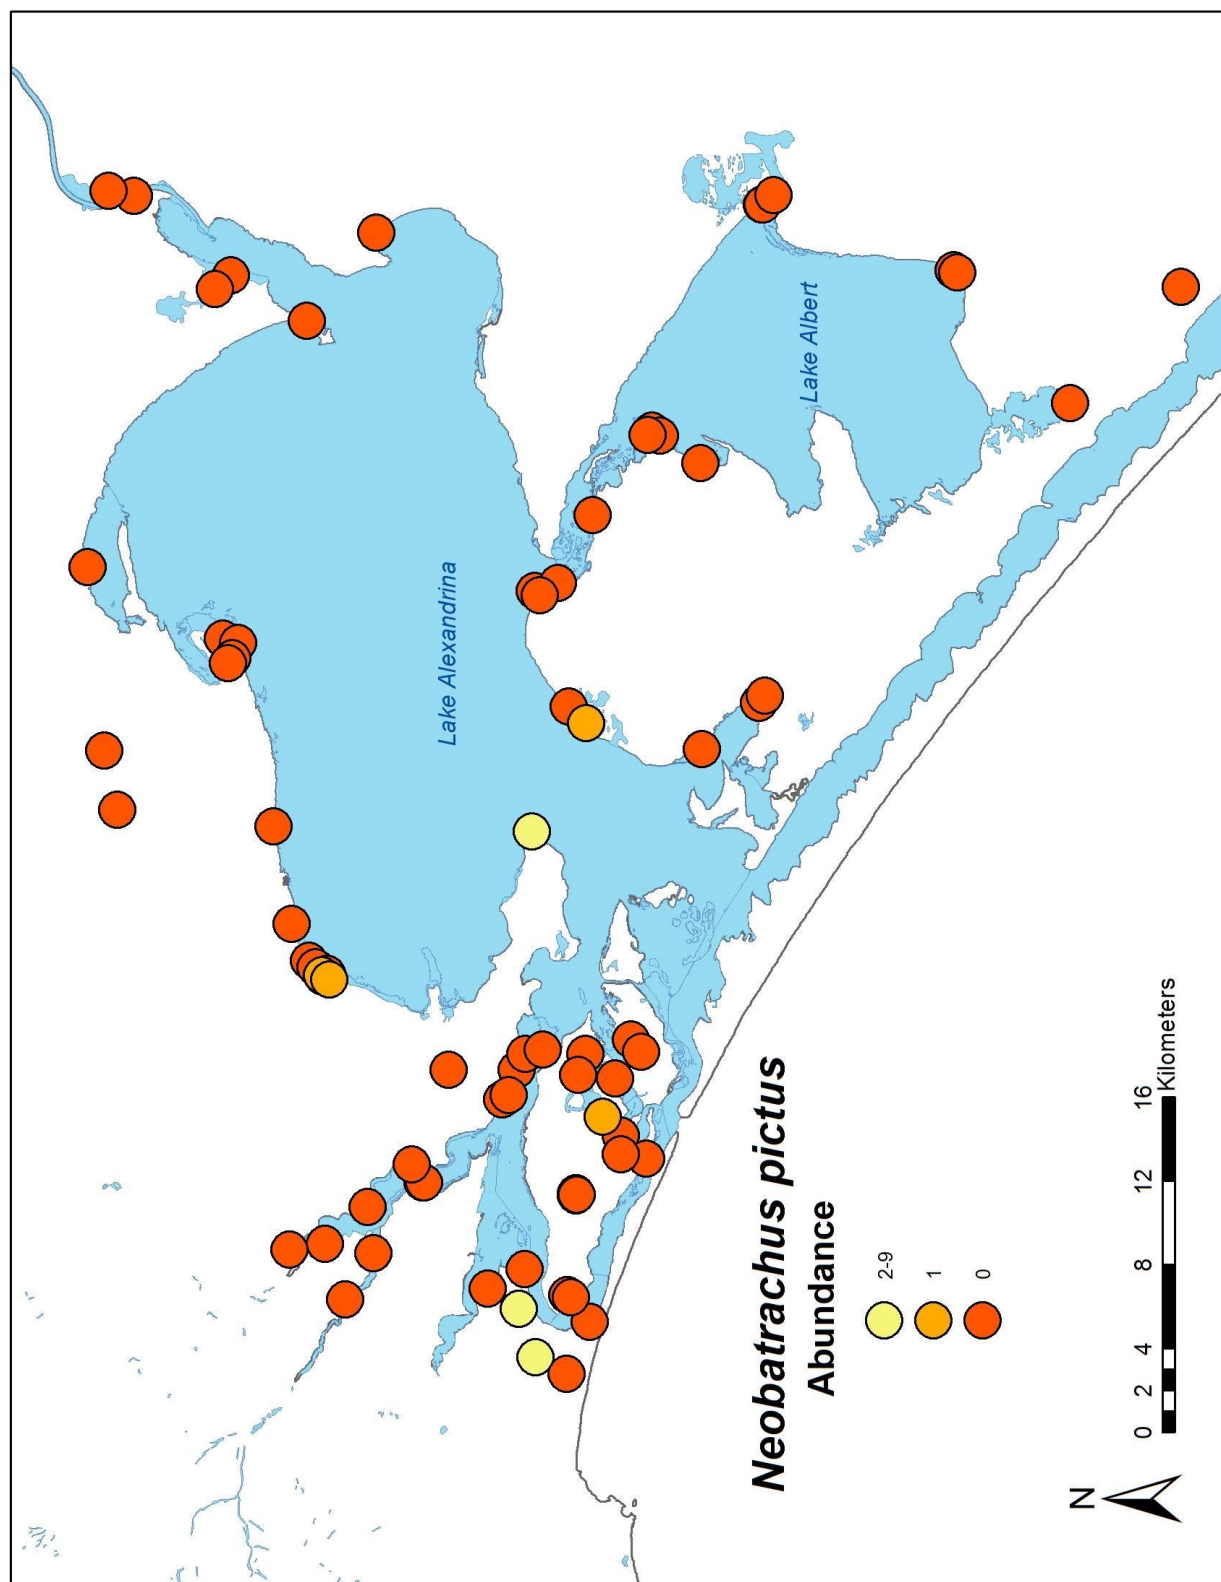 Lake Alexandrina
Lake Albert
Neobatrachus pictus
Abundance
2-9
1
0
N
0 2 4 8 12 16
Kilometers